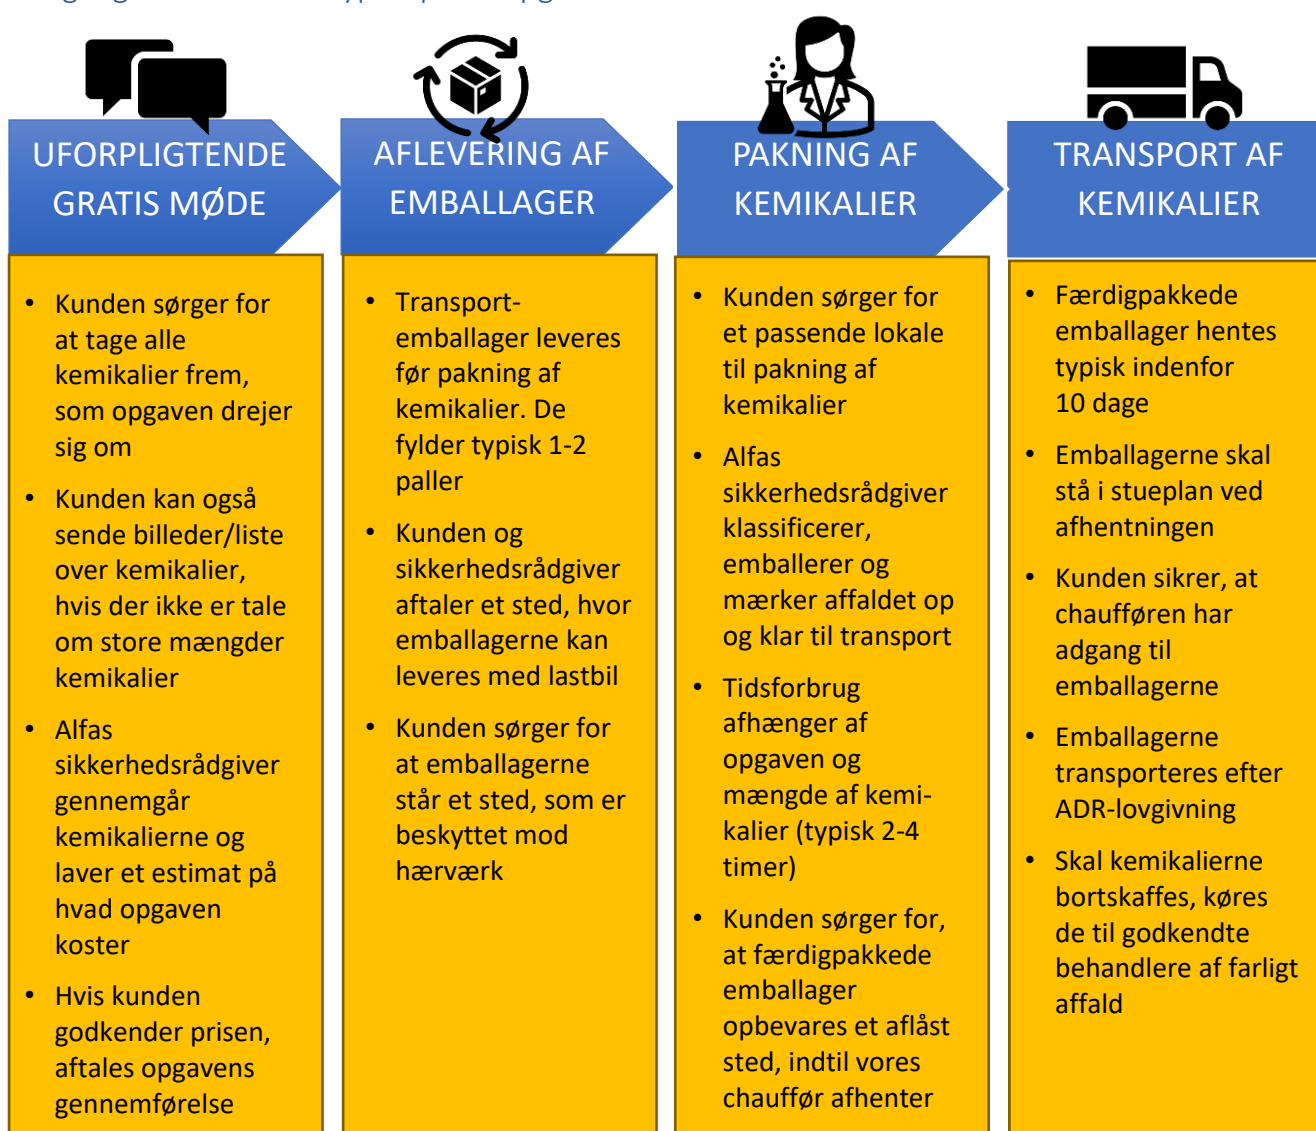 UFORPLIGTENDE
GRATIS MØDE
• Kunden sørger for
at tage alle
kemikalier frem,
som opgaven drejer
sig om
• Kunden kan også
sende billeder/liste
over kemikalier,
hvis der ikke er tale
om store mængder
kemikalier
• Alfas
sikkerhedsrådgiver
gennemgår
kemikalierne og
laver et estimat på
hvad opgaven
koster
• Hvis kunden
godkender prisen,
aftales opgavens
gennemførelse
AFLEVERING AF
EMBALLAGER
• Transport-
emballager leveres
før pakning af
kemikalier. De
fylder typisk 1-2
paller
• Kunden og
sikkerhedsrådgiver
aftaler et sted, hvor
emballagerne kan
leveres med lastbil
• Kunden sørger for
at emballagerne
står et sted, som er
beskyttet mod
hærværk
PAKNING AF
KEMIKALIER
• Kunden sørger for
et passende lokale
til pakning af
kemikalier
• Alfas
sikkerhedsrådgiver
klassificerer,
emballerer og
mærker affaldet op
og klar til transport
• Tidsforbrug
afhænger af
opgaven og
mængde af kemi-
kalier (typisk 2-4
timer)
• Kunden sørger for,
at færdigpakkede
emballager
opbevares et aflåst
sted, indtil vores
chauffør afhenter
TRANSPORT AF
KEMIKALIER
• Færdigpakkede
emballager hentes
typisk indenfor
10 dage
• Emballagerne skal
stå i stueplan ved
afhentningen
• Kunden sikrer, at
chaufføren har
adgang til
emballagerne
• Emballagerne
transporteres efter
ADR-lovgivning
• Skal kemikalierne
bortskaffes, køres
de til godkendte
behandlere af farligt
affald